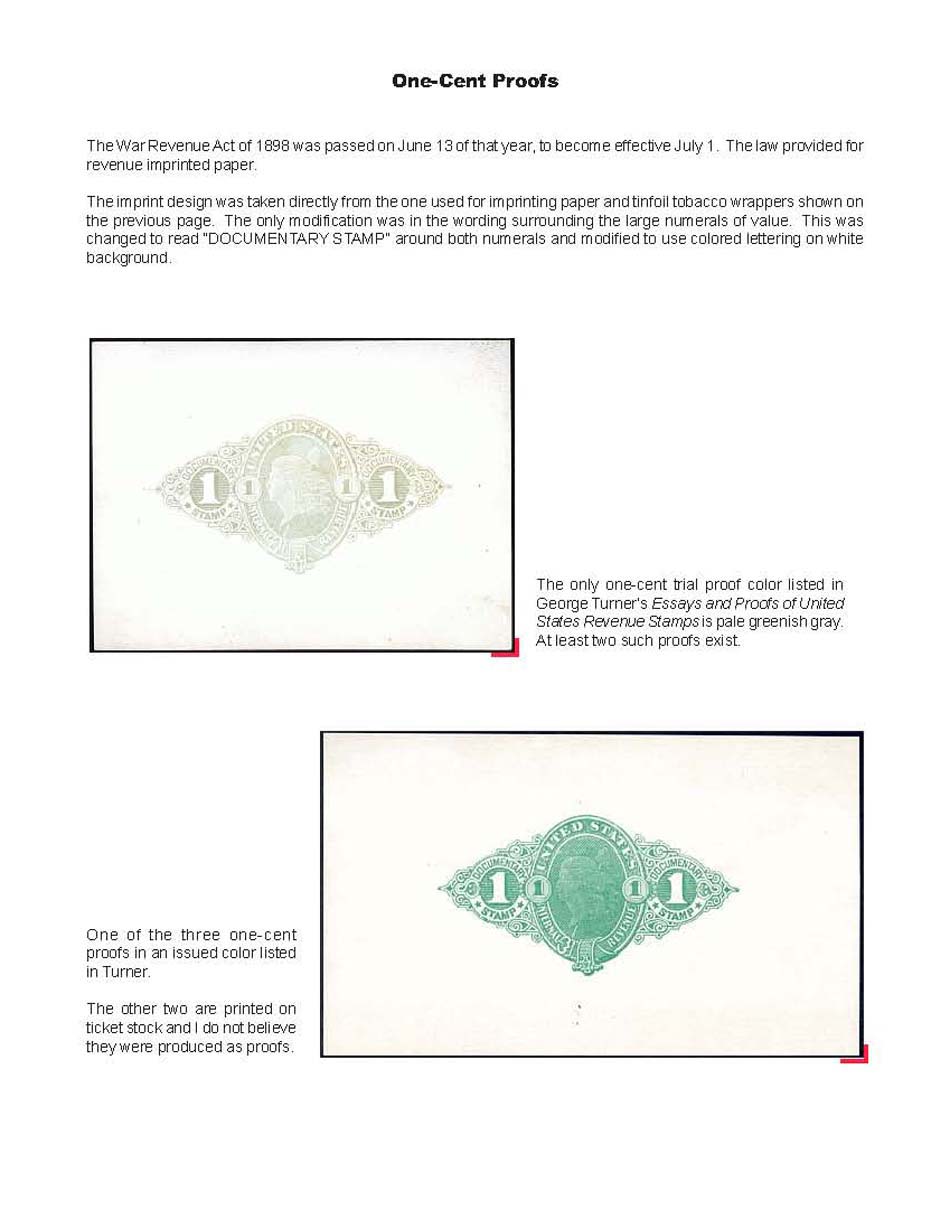 One-Cent Proofs
The War Revenue Act of 1898 was passed on June 13 of that year, to become effective July 1. The law provided for
revenue imprinted paper.
The imprint design was taken directly from the one used for imprinting paper and tinfoil tobacco wrappers shown on
the previous page. The only modification was in the wording surrounding the large numerals of value. This was
changed to read "DOCUMENTARY STAMP" around both numerals and modified to use colored lettering on white
background.
UNITED STATES
DOCUMENTARY
1
STAMP
1
1
DOCUMENTARY
1
STAMP
INTERNAL REVENUE
The only one-cent trial proof color listed in
George Turner's Essays and Proofs of United
States Revenue Stamps is pale greenish gray.
At least two such proofs exist.
UNITED STATES
DOCUMENTARY
1
STAMP
1
1
DOCUMENTARY
1
STAMP
INTERNAL REVENUE
One of the three one-cent
proofs in an issued color listed
in Turner.
The other two are printed on
ticket stock and I do not believe
they were produced as proofs.